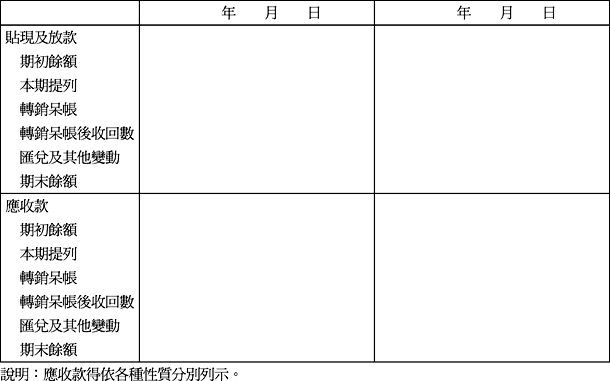 年　月　日　年　月　日
貼現及放款
期初餘額
本期提列
轉銷呆帳
轉銷呆帳後收回數
匯兌及其他變動
期末餘額
應收款
期初餘額
本期提列
轉銷呆帳
轉銷呆帳後收回數
匯兌及其他變動
期末餘額
說明：應收款得依各種性質分別列示。